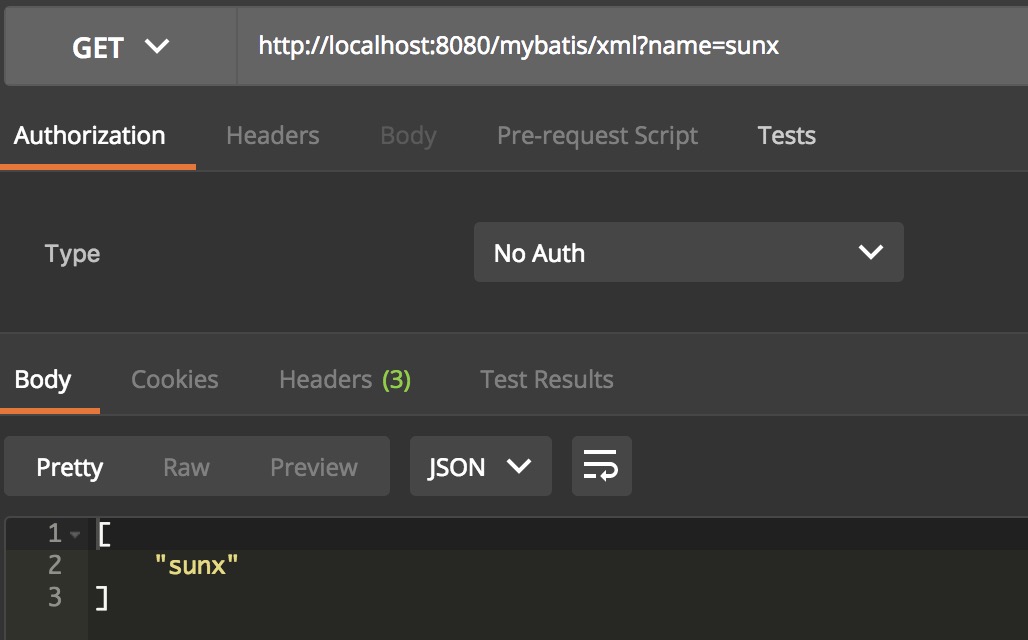 GET http://localhost:8080/mybatis/xml?name=sunx
Authorization Headers Body Pre-request Script Tests
Type No Auth
Body Cookies Headers (3) Test Results
Pretty Raw Preview JSON
1 [
2 "sunx"
3 ]